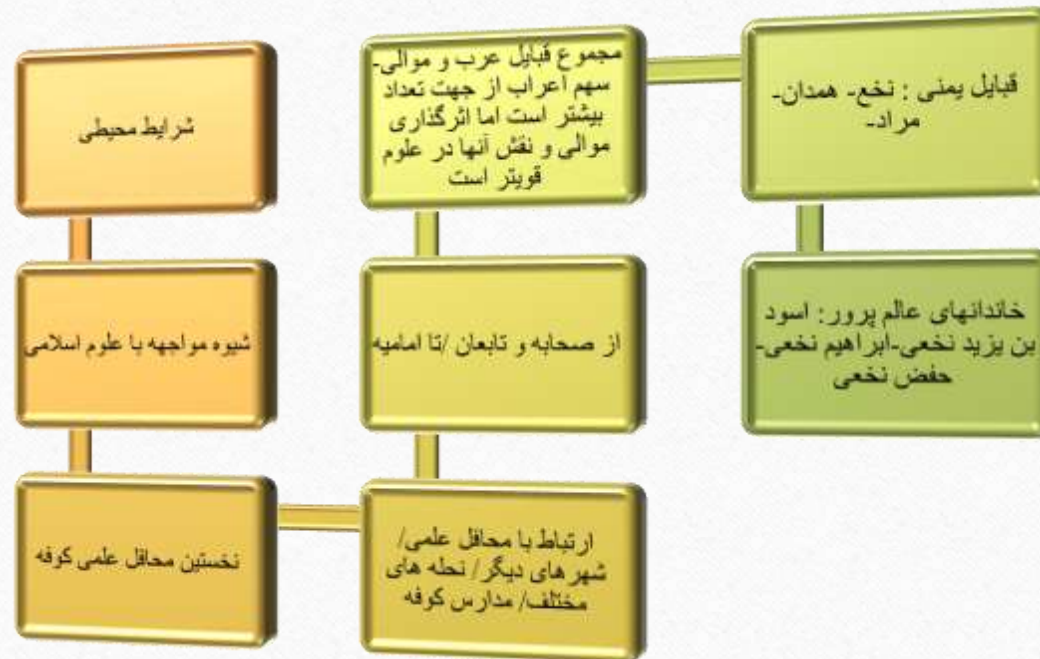 شرایط محیطی
شیوه مواجهه با علوم اسلامی
نخستین محافل علمی کوفه
ارتباط با محافل علمی/
شهرهای دیگر/ نحله های
مختلف/ مدارس کوفه
از صحابه و تابعان /تا امامیه
مجموع قبایل عرب و موالی-
سهم اعراب از جهت تعداد
بیشتر است اما اثرگذاری
موالی و نقش آنها در علوم
قویتر است
قبایل یمنی : نخع- همدان-
مراد-
خاندانهای عالم پرور: اسود
بن یزید نخعی-ابراهیم نخعی-
حفض نخعی